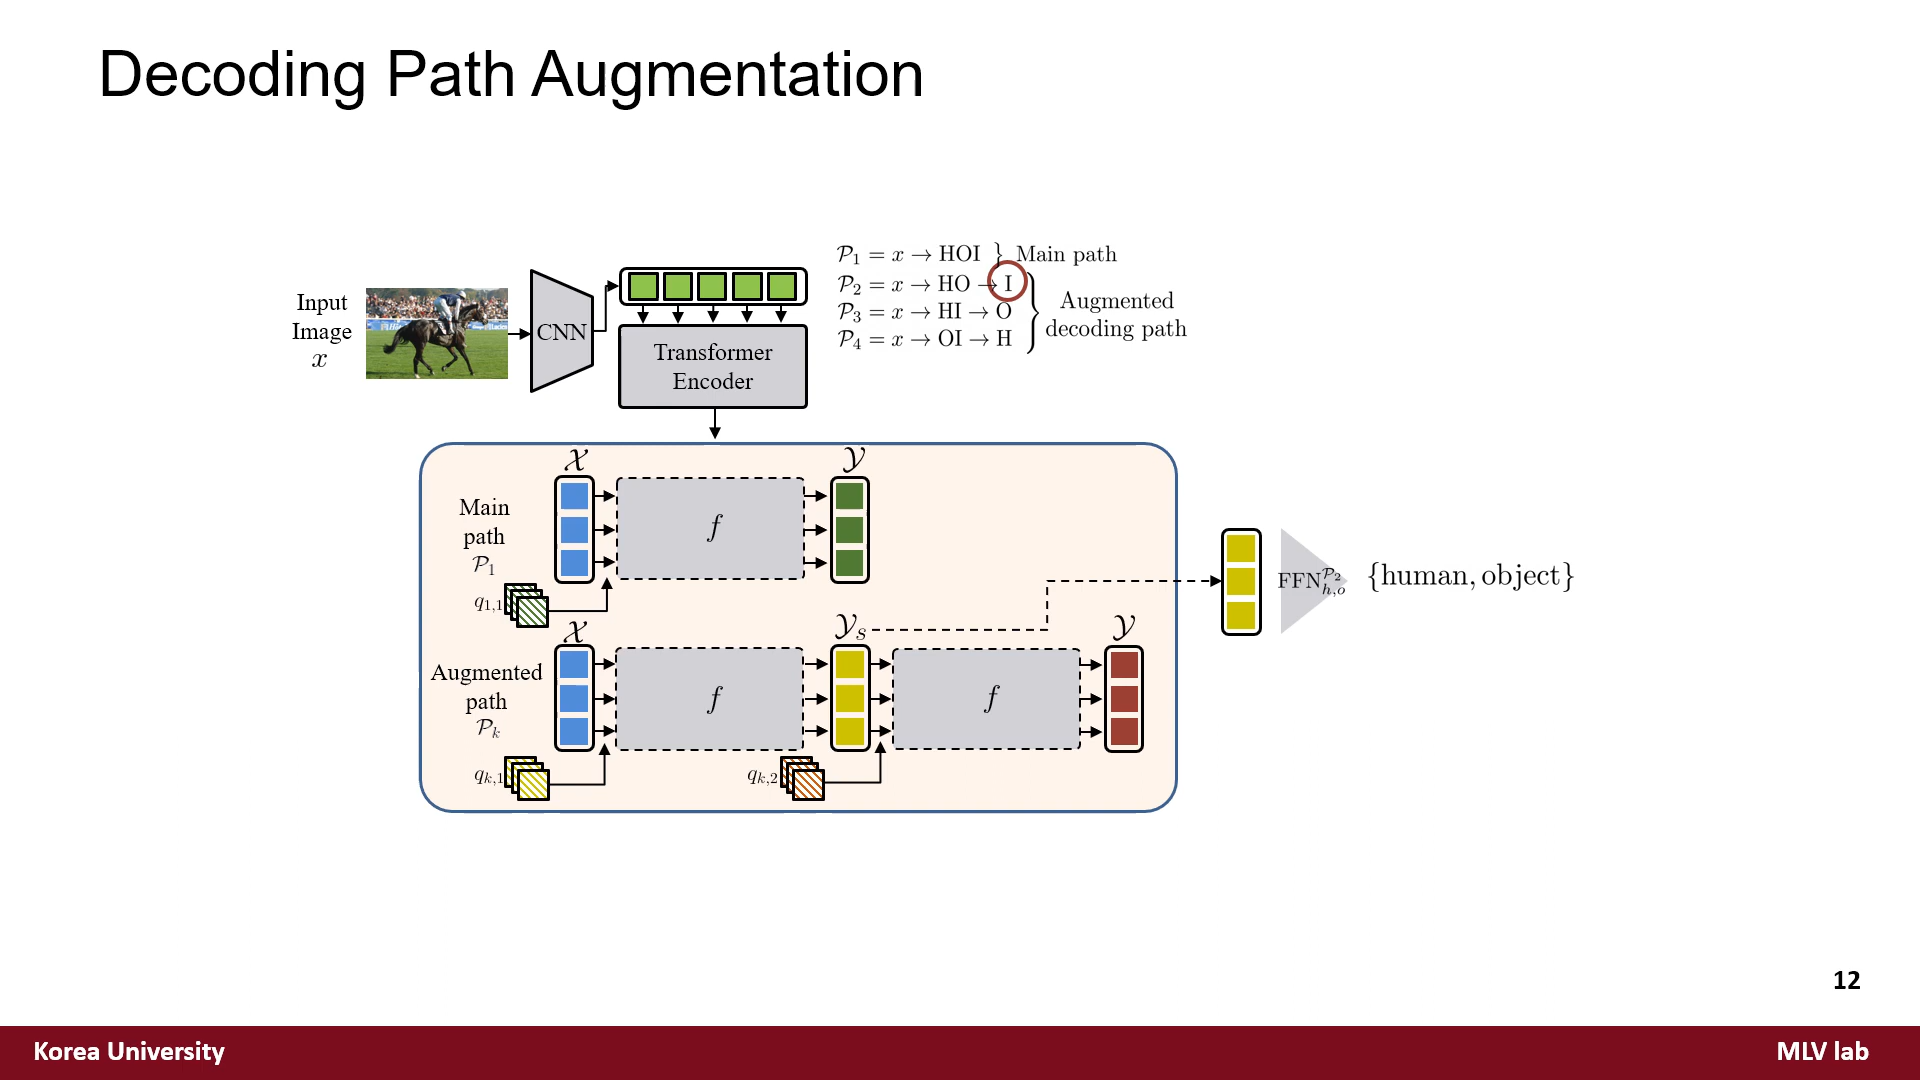 Decoding Path Augmentation
Input
Image
x
CNN
Transformer
Encoder
𝒫₁ = x → HOI } Main path
𝒫₂ = x → HO → I
𝒫₃ = x → HI → O
𝒫₄ = x → OI → H
Augmented
decoding path
𝒳
𝒴
Main
path
𝒫₁
f
q₁,₁
𝒳
𝒴ₛ
𝒴
Augmented
path
𝒫ₖ
f
f
qₖ,₁
qₖ,₂
FFN^{𝒫₂}_{h,o}
{human, object}
12
Korea University
MLV lab